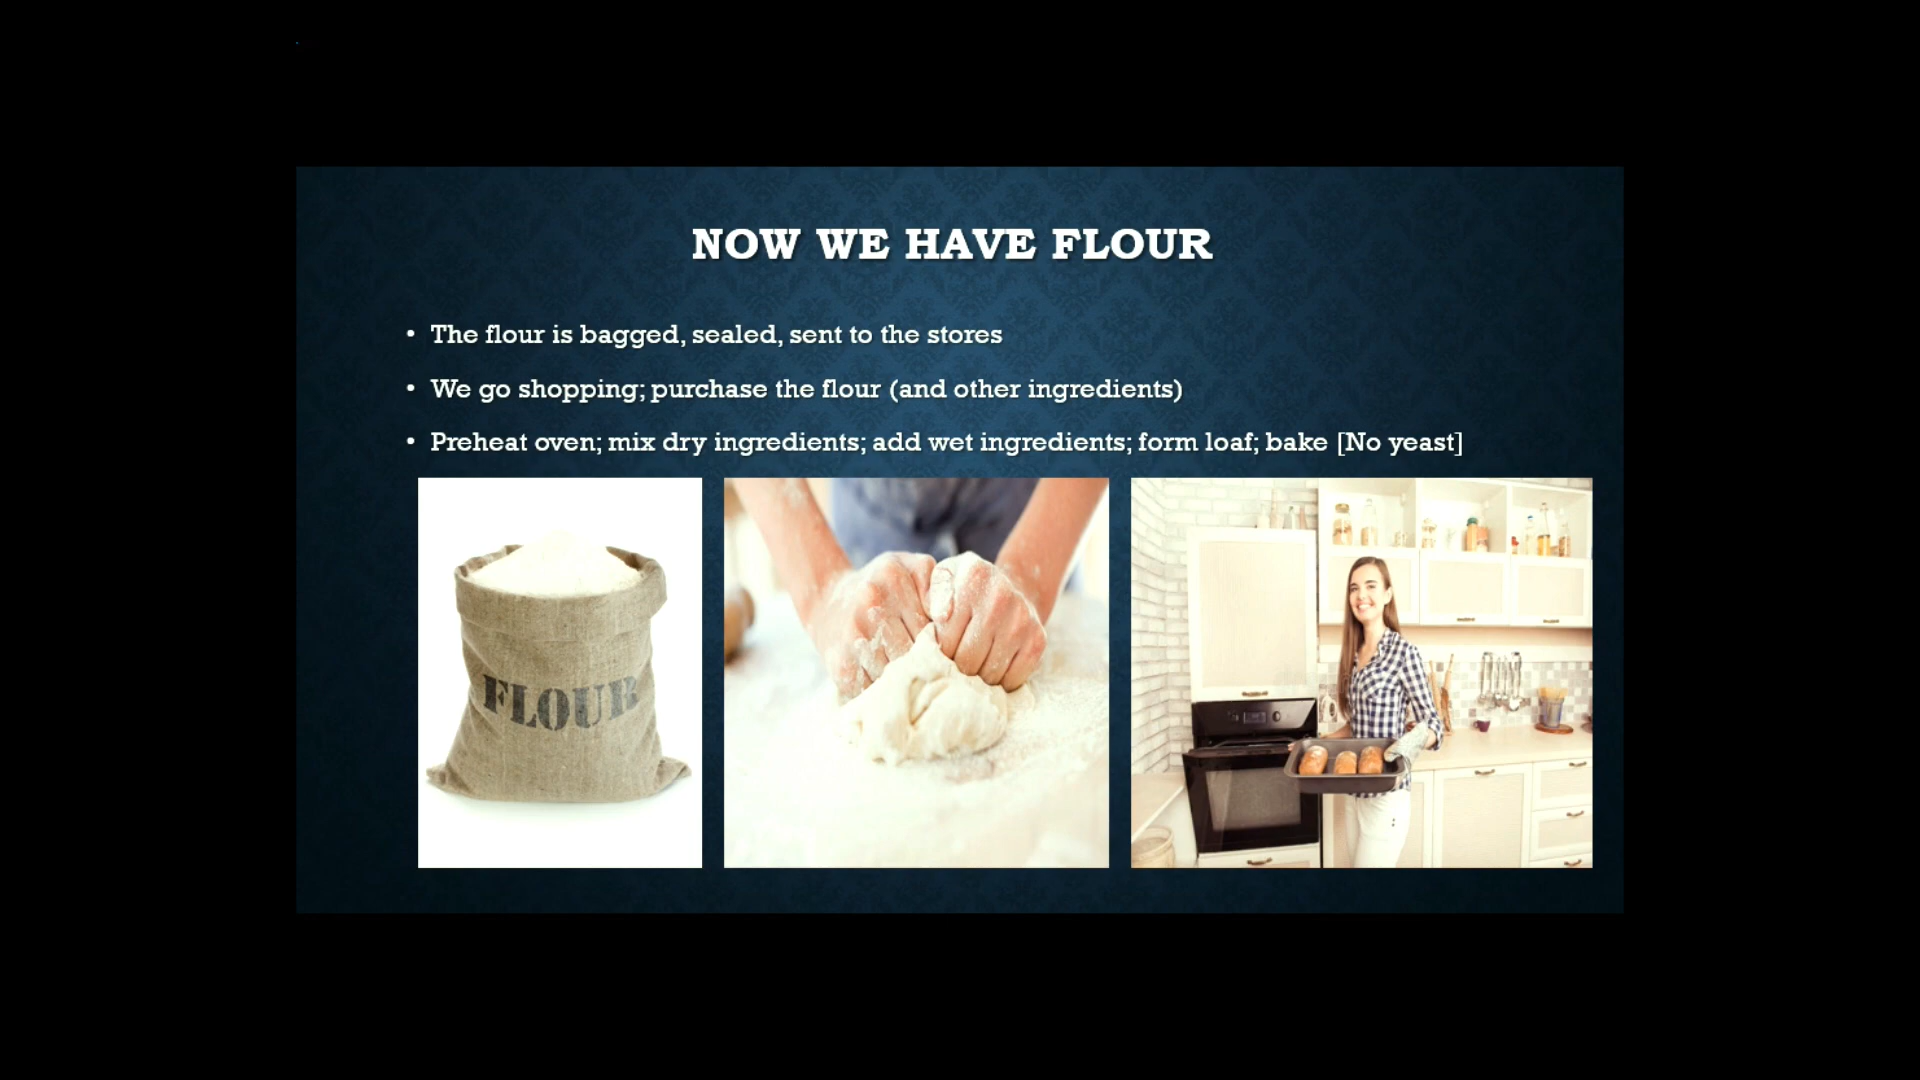 NOW WE HAVE FLOUR
• The flour is bagged, sealed, sent to the stores
• We go shopping; purchase the flour (and other ingredients)
• Preheat oven; mix dry ingredients; add wet ingredients; form loaf; bake [No yeast]
FLOUR